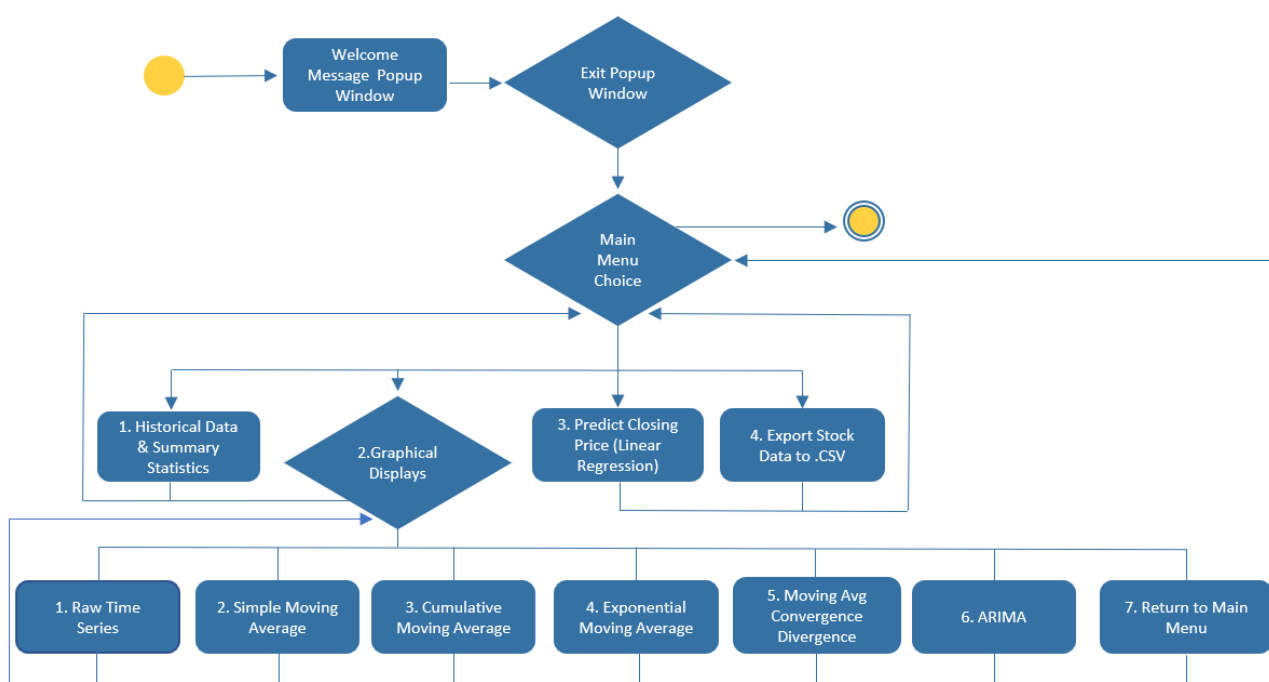 Welcome
Message Popup
Window
Exit Popup
Window
Main
Menu
Choice
1. Historical Data
& Summary
Statistics
2.Graphical
Displays
3. Predict Closing
Price (Linear
Regression)
4. Export Stock
Data to .CSV
1. Raw Time
Series
2. Simple Moving
Average
3. Cumulative
Moving Average
4. Exponential
Moving Average
5. Moving Avg
Convergence
Divergence
6. ARIMA
7. Return to Main
Menu